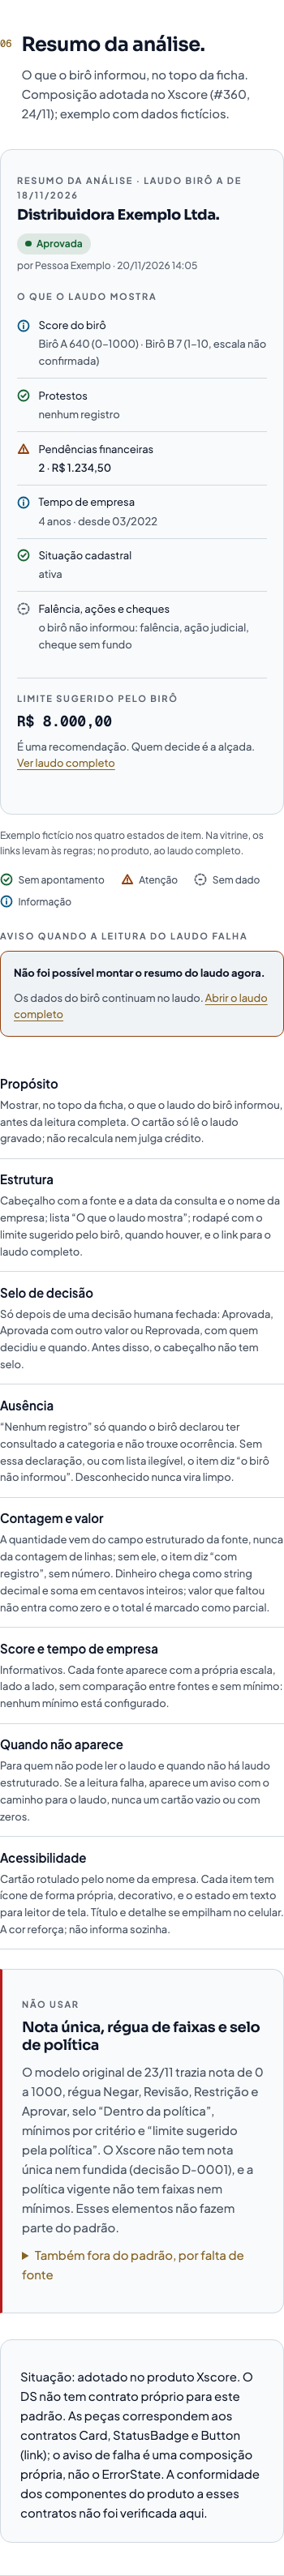 06 Resumo da análise.
O que o birô informou, no topo da ficha.
Composição adotada no Xscore (#360,
24/11); exemplo com dados fictícios.
RESUMO DA ANÁLISE · LAUDO BIRÔ A DE
18/11/2026
Distribuidora Exemplo Ltda.
Aprovada
por Pessoa Exemplo · 20/11/2026 14:05
O QUE O LAUDO MOSTRA
Score do birô
Birô A 640 (0–1000) · Birô B 7 (1–10, escala não
confirmada)
Protestos
nenhum registro
Pendências financeiras
2 · R$ 1.234,50
Tempo de empresa
4 anos · desde 03/2022
Situação cadastral
ativa
Falência, ações e cheques
o birô não informou: falência, ação judicial,
cheque sem fundo
LIMITE SUGERIDO PELO BIRÔ
R$ 8.000,00
É uma recomendação. Quem decide é a alçada.
Ver laudo completo
Exemplo fictício nos quatro estados de item. Na vitrine, os
links levam às regras; no produto, ao laudo completo.
Sem apontamento Atenção Sem dado
Informação
AVISO QUANDO A LEITURA DO LAUDO FALHA
Não foi possível montar o resumo do laudo agora.
Os dados do birô continuam no laudo. Abrir o laudo
completo
Propósito
Mostrar, no topo da ficha, o que o laudo do birô informou,
antes da leitura completa. O cartão só lê o laudo
gravado; não recalcula nem julga crédito.
Estrutura
Cabeçalho com a fonte e a data da consulta e o nome da
empresa; lista “O que o laudo mostra”; rodapé com o
limite sugerido pelo birô, quando houver, e o link para o
laudo completo.
Selo de decisão
Só depois de uma decisão humana fechada: Aprovada,
Aprovada com outro valor ou Reprovada, com quem
decidiu e quando. Antes disso, o cabeçalho não tem
selo.
Ausência
“Nenhum registro” só quando o birô declarou ter
consultado a categoria e não trouxe ocorrência. Sem
essa declaração, ou com lista ilegível, o item diz “o birô
não informou”. Desconhecido nunca vira limpo.
Contagem e valor
A quantidade vem do campo estruturado da fonte, nunca
da contagem de linhas; sem ele, o item diz “com
registro”, sem número. Dinheiro chega como string
decimal e soma em centavos inteiros; valor que faltou
não entra como zero e o total é marcado como parcial.
Score e tempo de empresa
Informativos. Cada fonte aparece com a própria escala,
lado a lado, sem comparação entre fontes e sem mínimo:
nenhum mínimo está configurado.
Quando não aparece
Para quem não pode ler o laudo e quando não há laudo
estruturado. Se a leitura falha, aparece um aviso com o
caminho para o laudo, nunca um cartão vazio ou com
zeros.
Acessibilidade
Cartão rotulado pelo nome da empresa. Cada item tem
ícone de forma própria, decorativo, e o estado em texto
para leitor de tela. Título e detalhe se empilham no celular.
A cor reforça; não informa sozinha.
NÃO USAR
Nota única, régua de faixas e selo
de política
O modelo original de 23/11 trazia nota de 0
a 1000, régua Negar, Revisão, Restrição e
Aprovar, selo “Dentro da política”,
mínimos por critério e “limite sugerido
pela política”. O Xscore não tem nota
única nem fundida (decisão D-0001), e a
política vigente não tem faixas nem
mínimos. Esses elementos não fazem
parte do padrão.
Também fora do padrão, por falta de
fonte
Situação: adotado no produto Xscore. O
DS não tem contrato próprio para este
padrão. As peças correspondem aos
contratos Card, StatusBadge e Button
(link); o aviso de falha é uma composição
própria, não o ErrorState. A conformidade
dos componentes do produto a esses
contratos não foi verificada aqui.